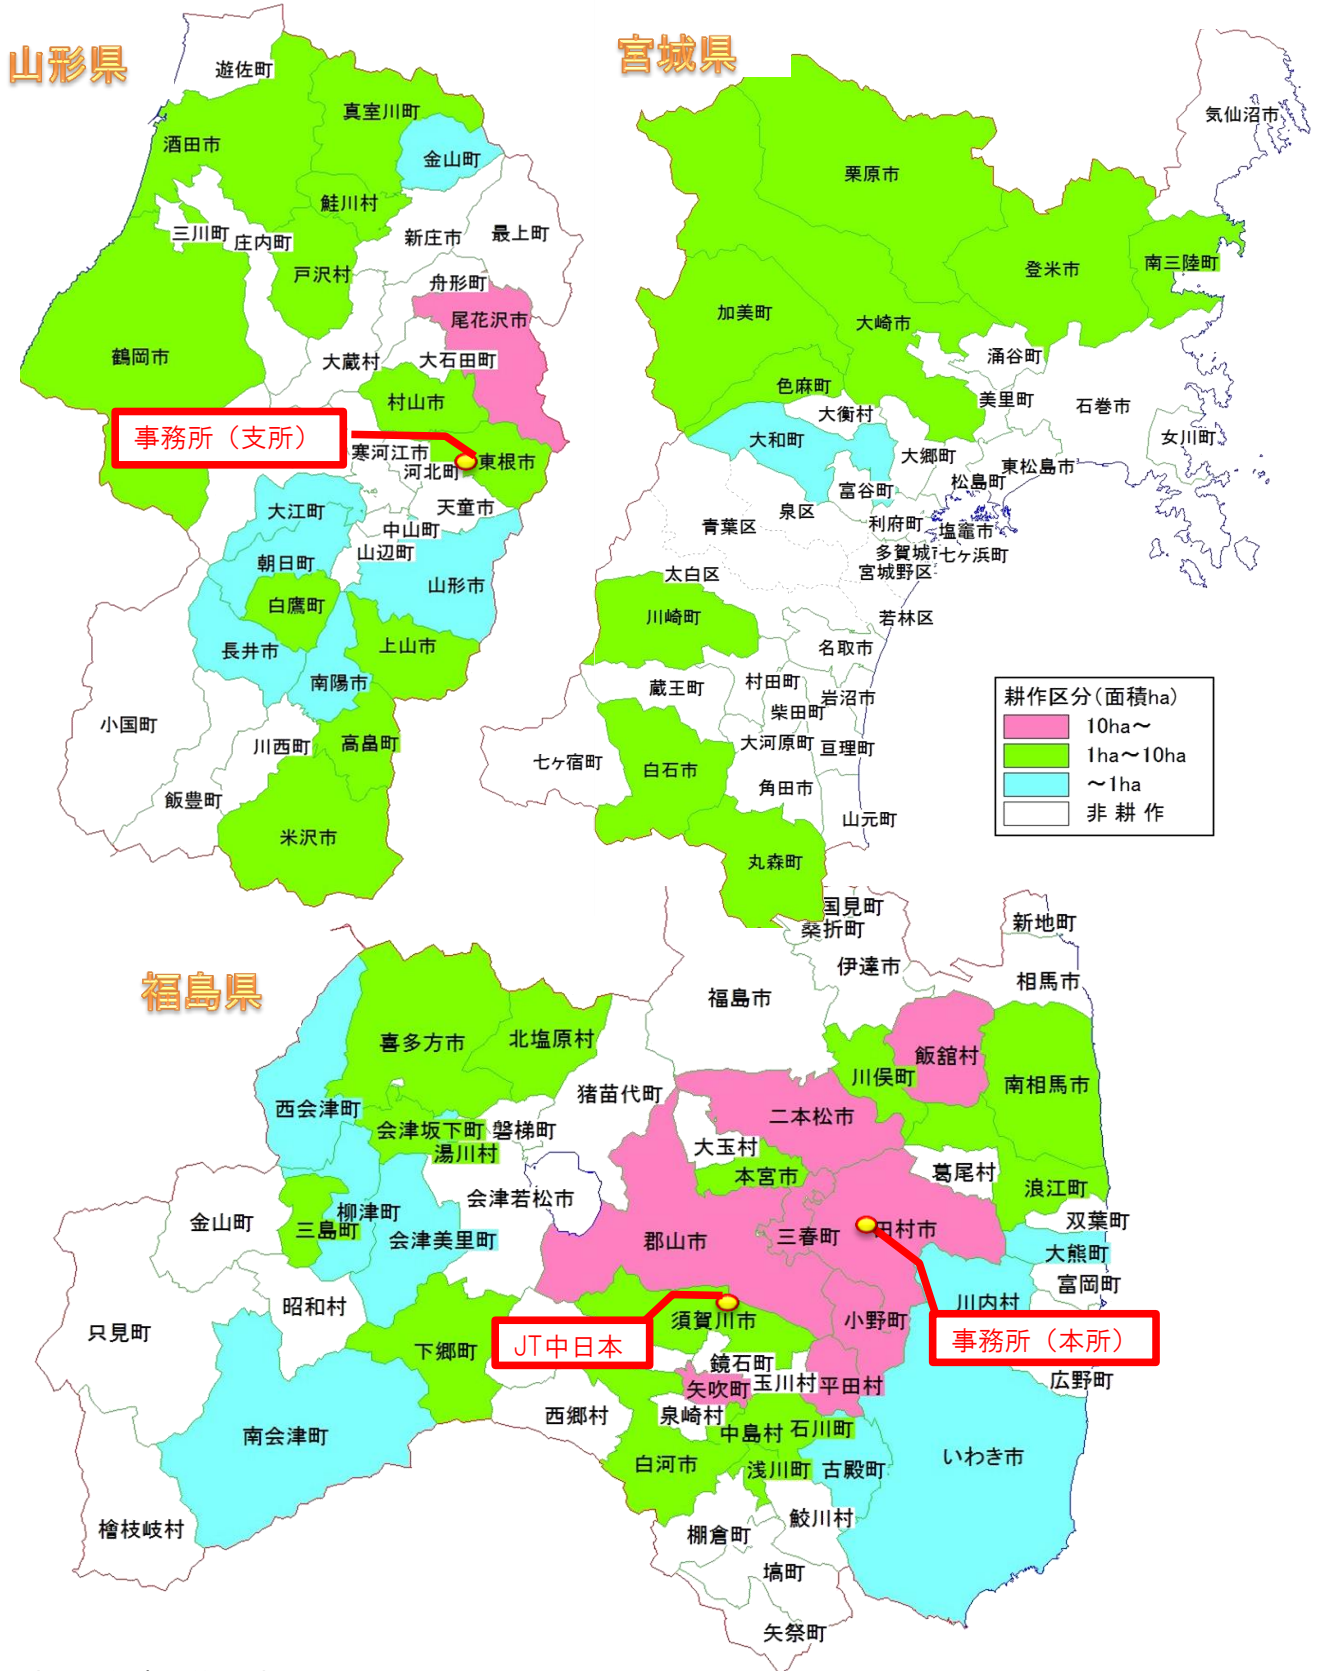 山形県
遊佐町
真室川町
酒田市
金山町
鮭川村
三川町
庄内町
新庄市
最上町
戸沢村
舟形町
尾花沢市
鶴岡市
大蔵村
大石田町
村山市
事務所（支所）
寒河江市
河北町
東根市
大江町
天童市
中山町
山辺町
朝日町
山形市
白鷹町
長井市
上山市
南陽市
小国町
川西町
高畠町
飯豊町
米沢市
宮城県
気仙沼市
栗原市
登米市
南三陸町
加美町
大崎市
涌谷町
色麻町
美里町
石巻市
大衡村
大和町
女川町
大郷町
東松島市
松島町
富谷町
泉区
青葉区
利府町
塩竈市
多賀城市
七ヶ浜町
宮城野区
太白区
若林区
川崎町
名取市
蔵王町
村田町
岩沼市
柴田町
大河原町
亘理町
七ヶ宿町
白石市
角田市
山元町
丸森町
耕作区分（面積ha）
10ha～
1ha～10ha
～1ha
非 耕 作
福島県
国見町
桑折町
新地町
伊達市
相馬市
福島市
喜多方市
北塩原村
飯舘村
川俣町
南相馬市
猪苗代町
西会津町
二本松市
会津坂下町
磐梯町
湯川村
大玉村
本宮市
葛尾村
浪江町
会津若松市
柳津町
金山町
三島町
会津美里町
郡山市
三春町
田村市
双葉町
大熊町
富岡町
昭和村
川内村
只見町
下郷町
須賀川市
小野町
JT中日本
事務所（本所）
鏡石町
矢吹町
玉川村
平田村
広野町
西郷村
泉崎村
中島村
石川町
南会津町
白河市
浅川町
古殿町
いわき市
檜枝岐村
棚倉町
鮫川村
塙町
矢祭町